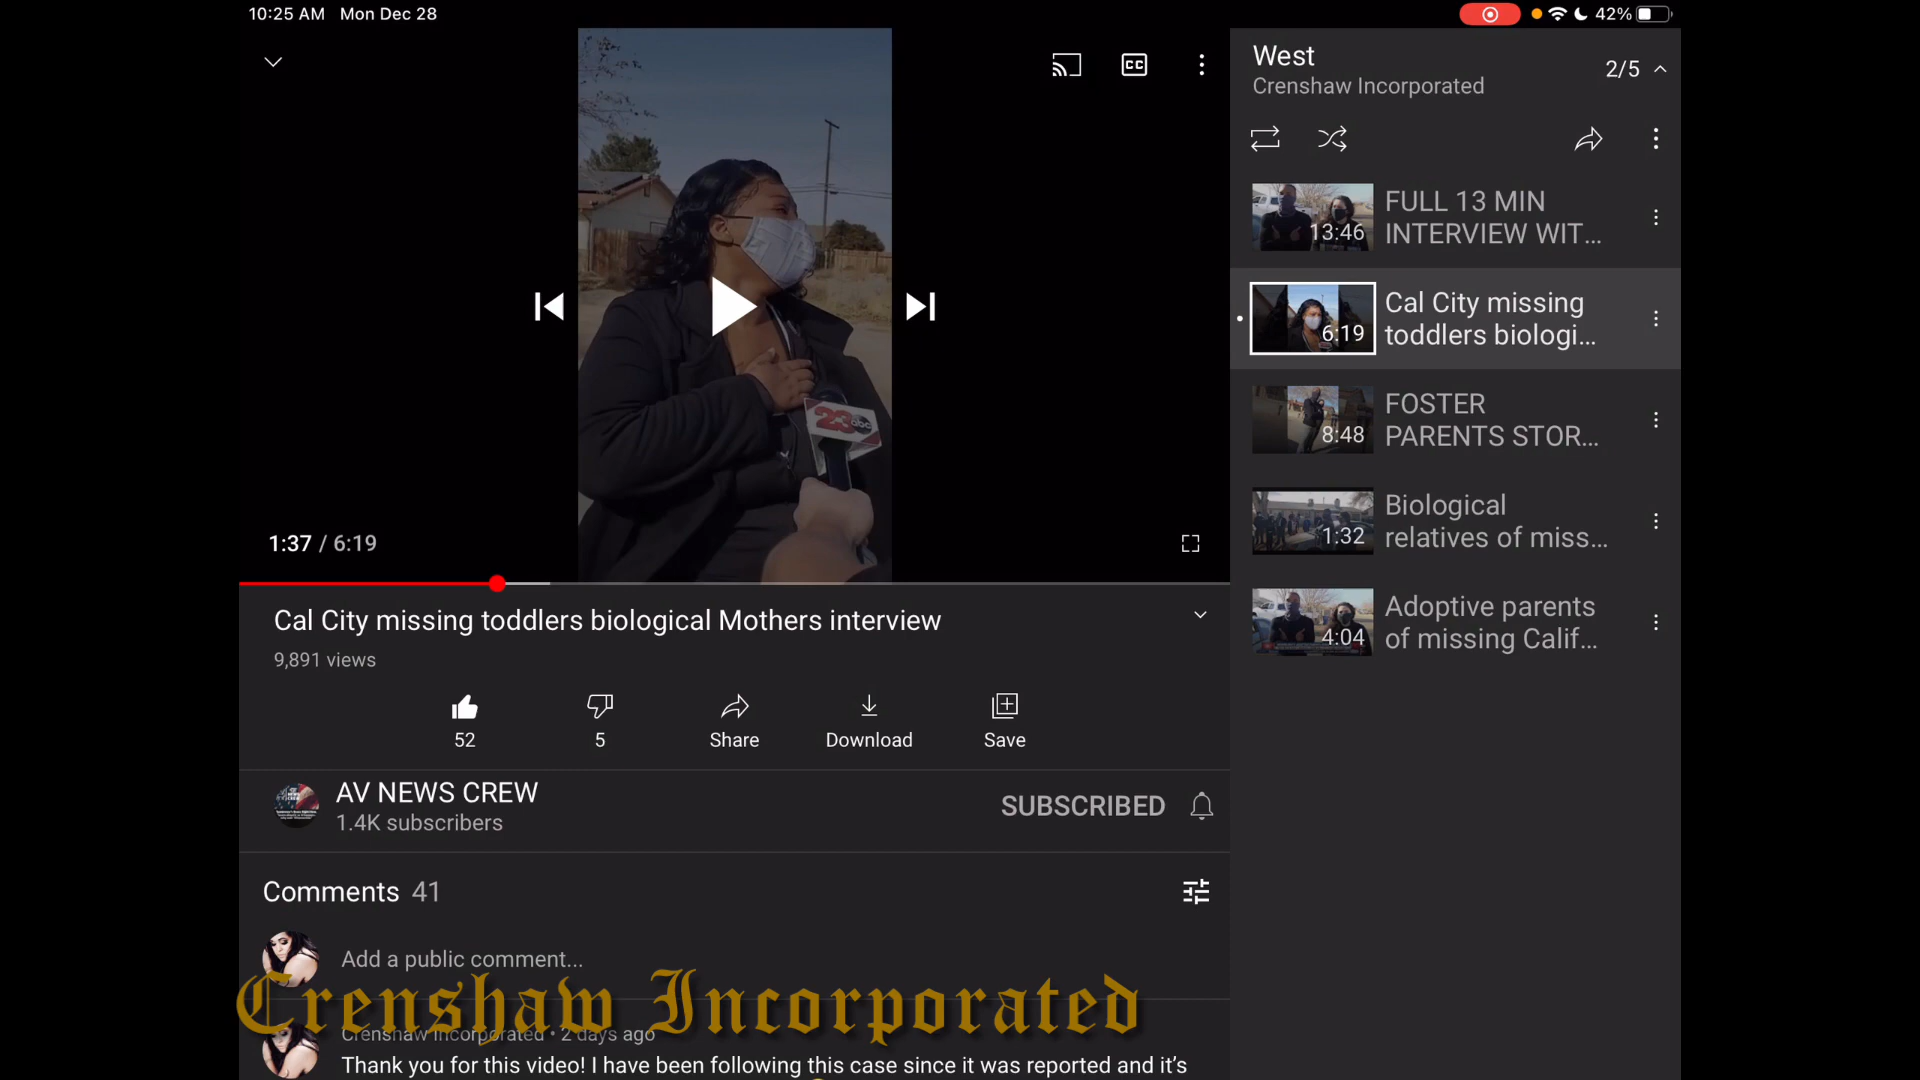 10:25 AM Mon Dec 28
42%
CC
23 abc
1:37 / 6:19
Cal City missing toddlers biological Mothers interview
9,891 views
52
5
Share
Download
Save
AV NEWS CREW
1.4K subscribers
SUBSCRIBED
Comments 41
Add a public comment...
Crenshaw Incorporated
Crenshaw Incorporated • 2 days ago
Thank you for this video! I have been following this case since it was reported and it's
West
Crenshaw Incorporated
2/5
13:46
FULL 13 MIN
INTERVIEW WIT...
6:19
Cal City missing
toddlers biologi...
8:48
FOSTER
PARENTS STOR...
1:32
Biological
relatives of miss...
4:04
Adoptive parents
of missing Calif...